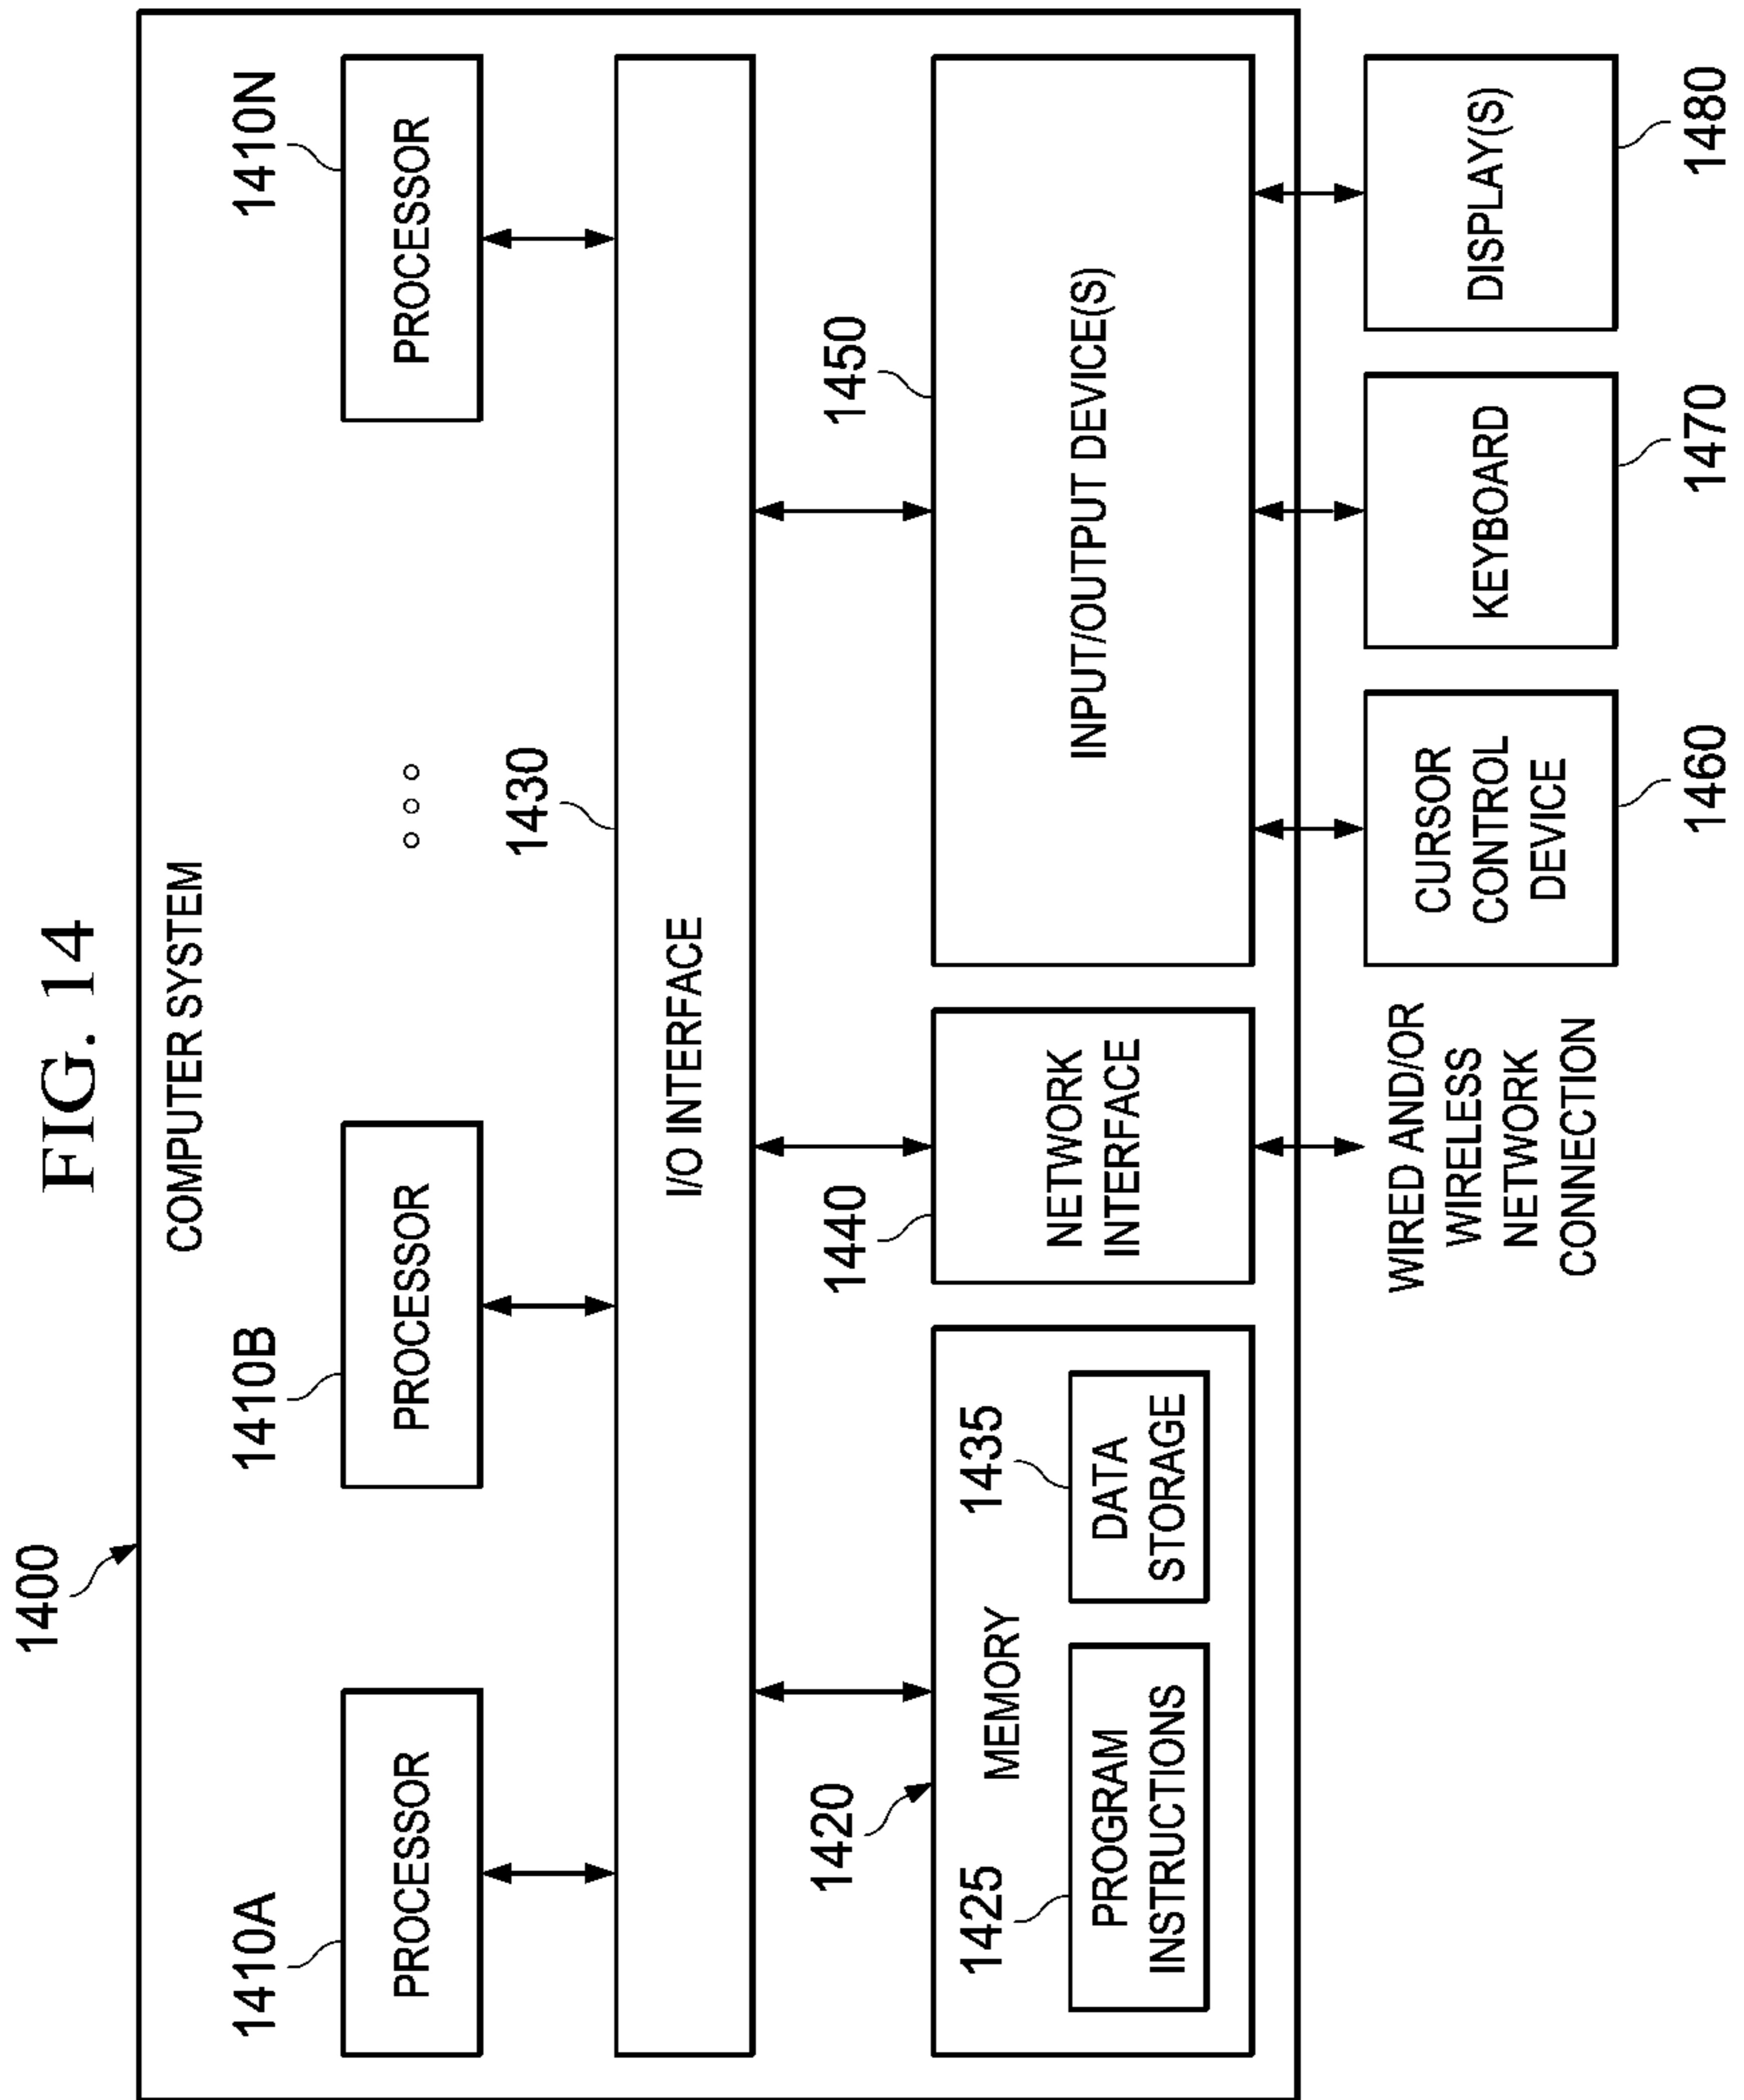 FIG. 14
1400
COMPUTER SYSTEM
1410A
1410B
1410N
PROCESSOR
PROCESSOR
PROCESSOR
1430
I/O INTERFACE
1420
1440
1450
MEMORY
1425
1435
PROGRAM
INSTRUCTIONS
DATA
STORAGE
NETWORK
INTERFACE
INPUT/OUTPUT DEVICE(S)
WIRED AND/OR
WIRELESS
NETWORK
CONNECTION
CURSOR
CONTROL
DEVICE
KEYBOARD
DISPLAY(S)
1460
1470
1480